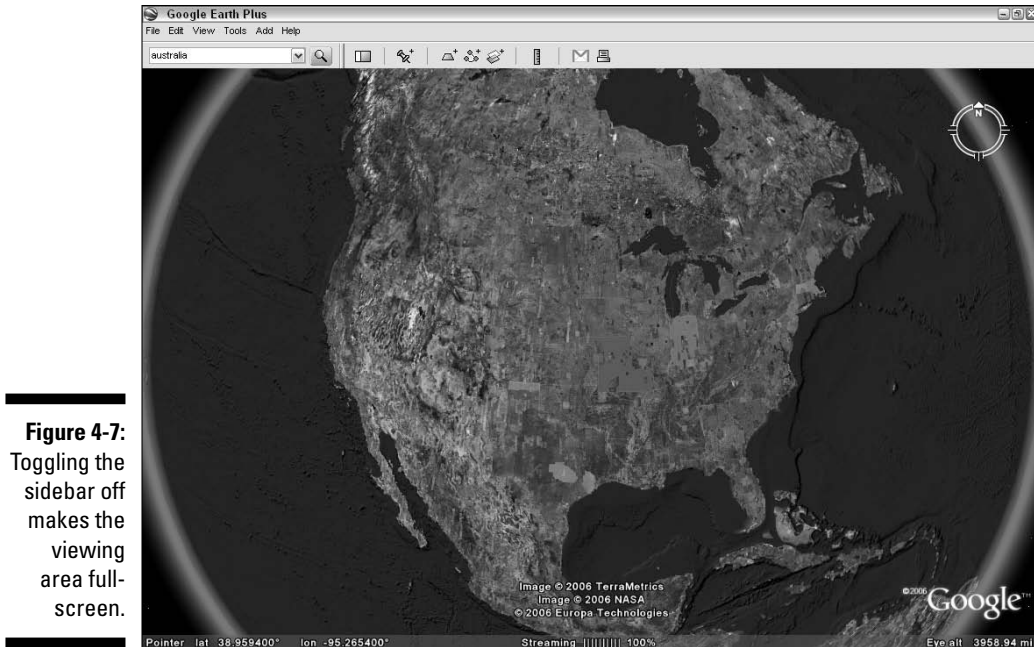 Google Earth Plus
File Edit View Tools Add Help
australia
N
Figure 4-7:
Toggling the
sidebar off
makes the
viewing
area full-
screen.
Image © 2006 TerraMetrics
Image © 2006 NASA
© 2006 Europa Technologies
©2006 Google™
Pointer lat 38.959400° lon -95.265400° Streaming |||||||||| 100% Eye alt 3958.94 mi